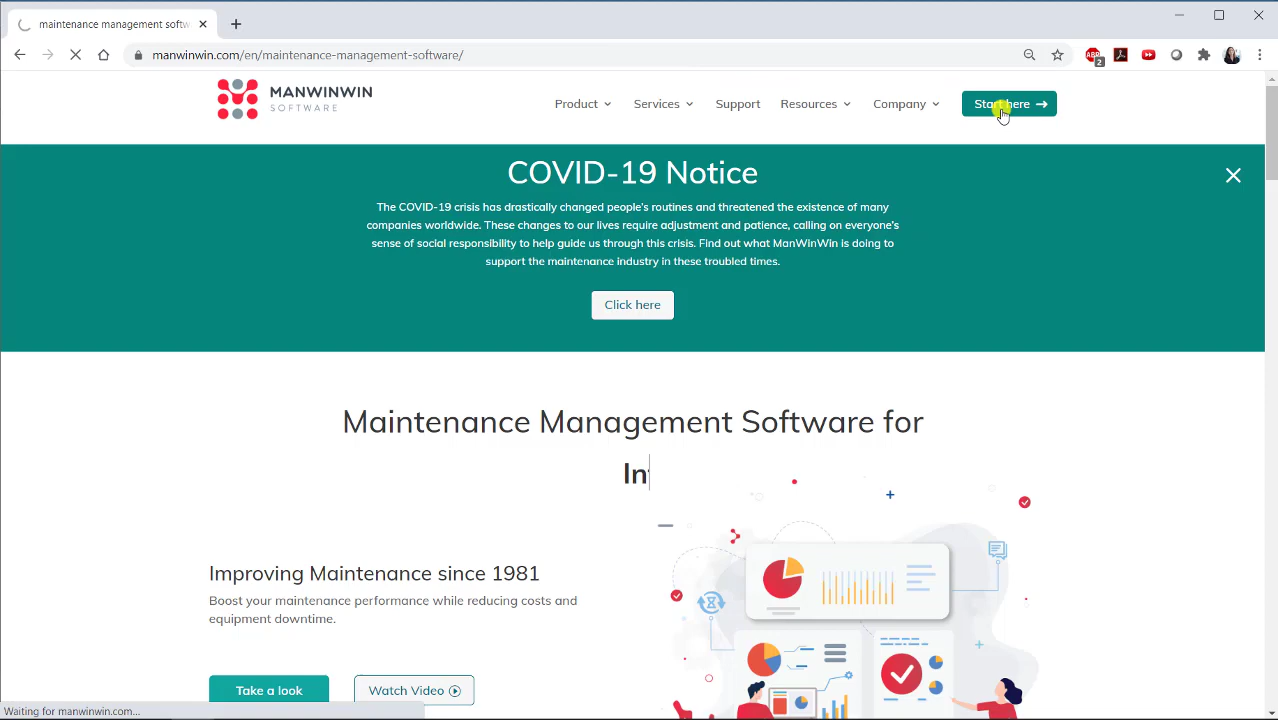 maintenance management softw
manwinwin.com/en/maintenance-management-software/
ABP
2
MANWINWIN
SOFTWARE
Product
Services
Support
Resources
Company
Start here
COVID-19 Notice
The COVID-19 crisis has drastically changed people's routines and threatened the existence of many
companies worldwide. These changes to our lives require adjustment and patience, calling on everyone's
sense of social responsibility to help guide us through this crisis. Find out what ManWinWin is doing to
support the maintenance industry in these troubled times.
Click here
Maintenance Management Software for
Int
Improving Maintenance since 1981
Boost your maintenance performance while reducing costs and
equipment downtime.
Take a look
Watch Video
Waiting for manwinwin.com...